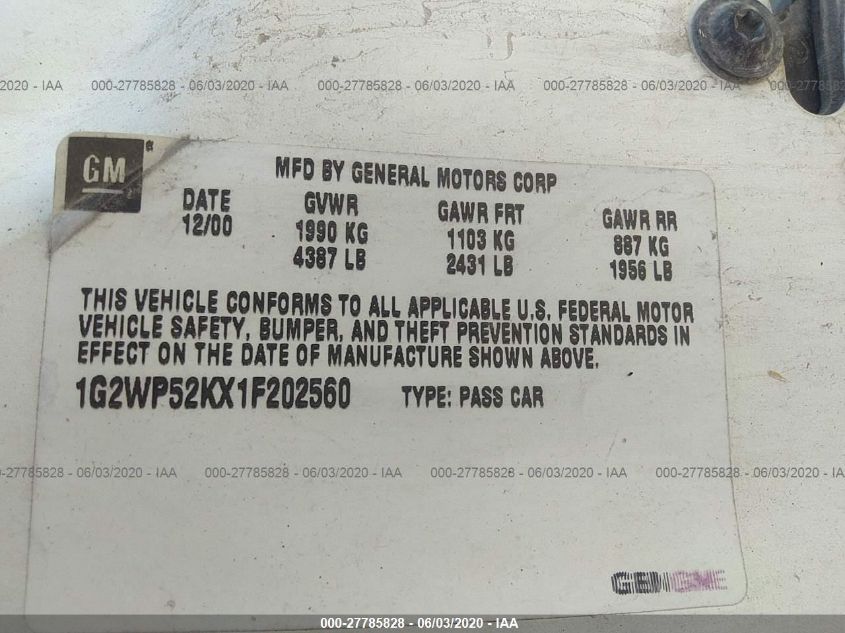 0 - IAA 000-27785828 - 06/03/2020 - IAA 000-27785828 - 06/03/2020 - IAA 000-27785828 - 06/03/2020 - IAA 000-27785828 - 06/0
GM
MFD BY GENERAL MOTORS CORP
DATE GVWR GAWR FRT GAWR RR
12/00 1990 KG 1103 KG 887 KG
4387 LB 2431 LB 1956 LB
THIS VEHICLE CONFORMS TO ALL APPLICABLE U.S. FEDERAL MOTOR
VEHICLE SAFETY, BUMPER, AND THEFT PREVENTION STANDARDS IN
EFFECT ON THE DATE OF MANUFACTURE SHOWN ABOVE.
1G2WP52KX1F202560 TYPE: PASS CAR
000-27785828 - 06/03/2020 - IAA 000-27785828 - 06/03/2020 - IAA 000-27785828 - 06/03/2020 - IAA
000-27785828 - 06/03/2020 - IAA